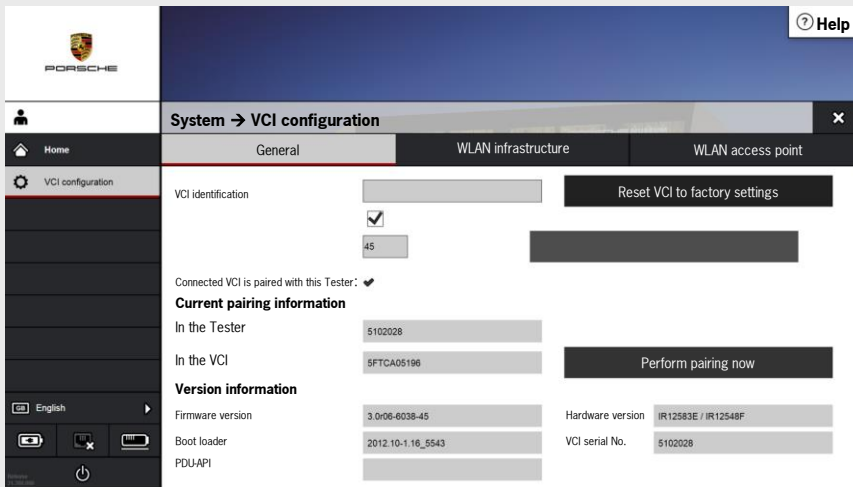 ? Help
PORSCHE
System → VCI configuration
Home
General
WLAN infrastructure
WLAN access point
VCI configuration
VCI identification
Reset VCI to factory settings
45
Connected VCI is paired with this Tester:
Current pairing information
In the Tester
5102028
In the VCI
5FTCA05196
Perform pairing now
Version information
GB English
Firmware version
3.0r06-6038-45
Hardware version
IR12583E / IR12548F
Boot loader
2012.10-1.16_5543
VCI serial No.
5102028
PDU-API
Release